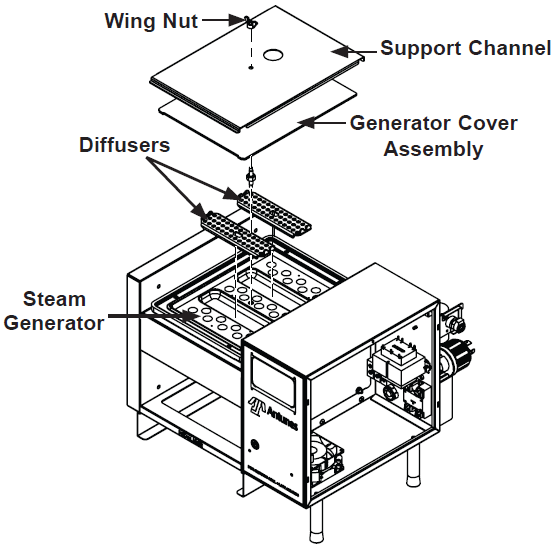 Wing Nut
Support Channel
Generator Cover
Assembly
Diffusers
Steam
Generator
Antunes